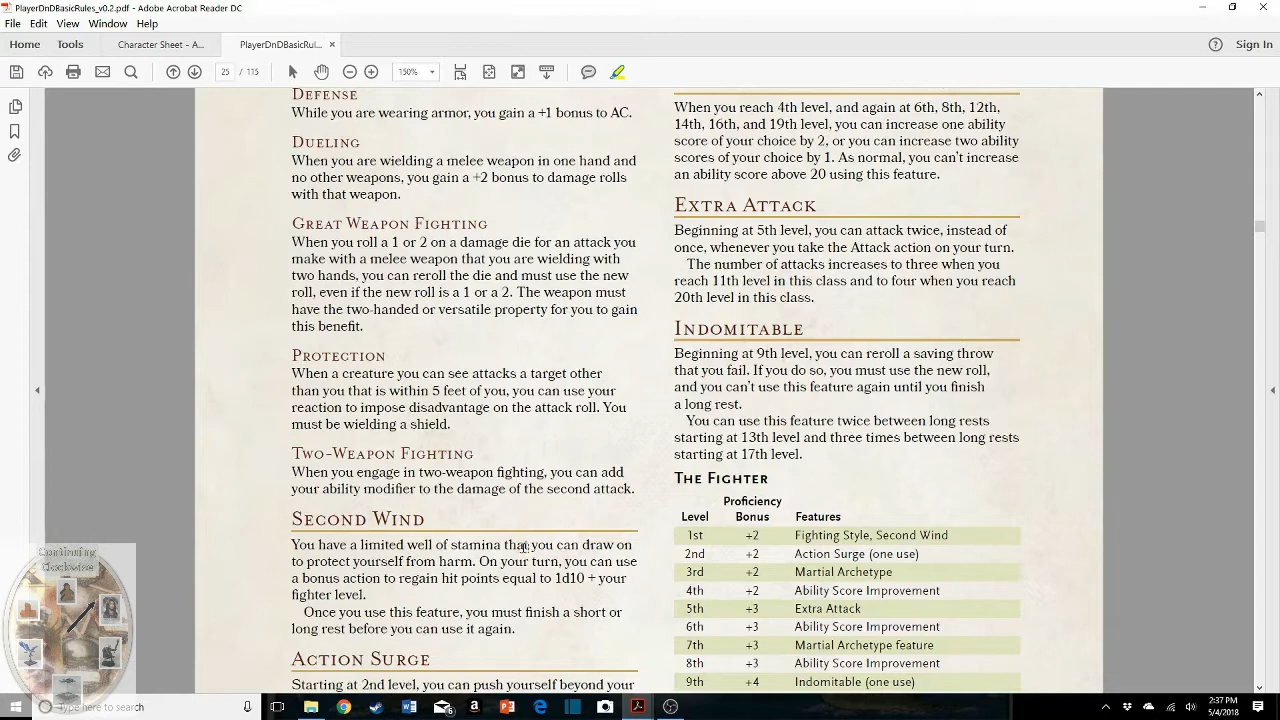 PlayerDnDBasicRules_v0.2.pdf - Adobe Acrobat Reader DC
File Edit View Window Help
Home Tools Character Sheet - A... PlayerDnDBasicRul... × Sign In
25 / 115 150%
DEFENSE
While you are wearing armor, you gain a +1 bonus to AC.
DUELING
When you are wielding a melee weapon in one hand and
no other weapons, you gain a +2 bonus to damage rolls
with that weapon.
GREAT WEAPON FIGHTING
When you roll a 1 or 2 on a damage die for an attack you
make with a melee weapon that you are wielding with
two hands, you can reroll the die and must use the new
roll, even if the new roll is a 1 or a 2. The weapon must
have the two-handed or versatile property for you to gain
this benefit.
PROTECTION
When a creature you can see attacks a target other
than you that is within 5 feet of you, you can use your
reaction to impose disadvantage on the attack roll. You
must be wielding a shield.
TWO-WEAPON FIGHTING
When you engage in two-weapon fighting, you can add
your ability modifier to the damage of the second attack.
SECOND WIND
You have a limited well of stamina that you can draw on
to protect yourself from harm. On your turn, you can use
a bonus action to regain hit points equal to 1d10 + your
fighter level.
Once you use this feature, you must finish a short or
long rest before you can use it again.
ACTION SURGE
Starting at 2nd level, you can push yourself beyond your
When you reach 4th level, and again at 6th, 8th, 12th,
14th, 16th, and 19th level, you can increase one ability
score of your choice by 2, or you can increase two ability
scores of your choice by 1. As normal, you can't increase
an ability score above 20 using this feature.
EXTRA ATTACK
Beginning at 5th level, you can attack twice, instead of
once, whenever you take the Attack action on your turn.
The number of attacks increases to three when you
reach 11th level in this class and to four when you reach
20th level in this class.
INDOMITABLE
Beginning at 9th level, you can reroll a saving throw
that you fail. If you do so, you must use the new roll,
and you can't use this feature again until you finish
a long rest.
You can use this feature twice between long rests
starting at 13th level and three times between long rests
starting at 17th level.
THE FIGHTER
Proficiency
Level Bonus Features
1st +2 Fighting Style, Second Wind
2nd +2 Action Surge (one use)
3rd +2 Martial Archetype
4th +2 Ability Score Improvement
5th +3 Extra Attack
6th +3 Ability Score Improvement
7th +3 Martial Archetype feature
8th +3 Ability Score Improvement
9th +4 Indomitable (one use)
Continuing
Clockwise
Type here to search
2:37 PM
5/4/2018